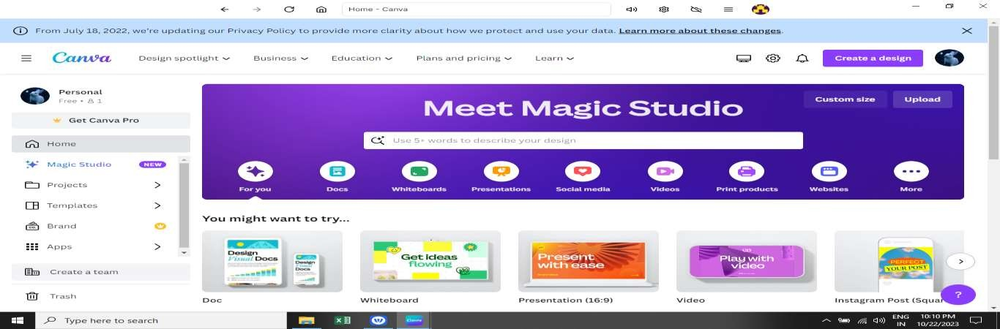 Home - Canva
From July 18, 2022, we're updating our Privacy Policy to provide more clarity about how we protect and use your data. Learn more about these changes.
Canva
Design spotlight
Business
Education
Plans and pricing
Learn
Create a design
Personal
Free • 1
Get Canva Pro
Home
Magic Studio NEW
Projects
Templates
Brand
Apps
Create a team
Trash
Custom size
Upload
Meet Magic Studio
Use 5+ words to describe your design
For you
Docs
Whiteboards
Presentations
Social media
Videos
Print products
Websites
More
You might want to try...
Design
Visual Docs
Design
Docs
Doc
Get ideas
flowing
Whiteboard
Present
with ease
Presentation (16:9)
Play with
video
Video
PERFECT
YOUR POST
Instagram Post (Squar
?
Type here to search
Canva
ENG
IN
10:10 PM
10/22/2023